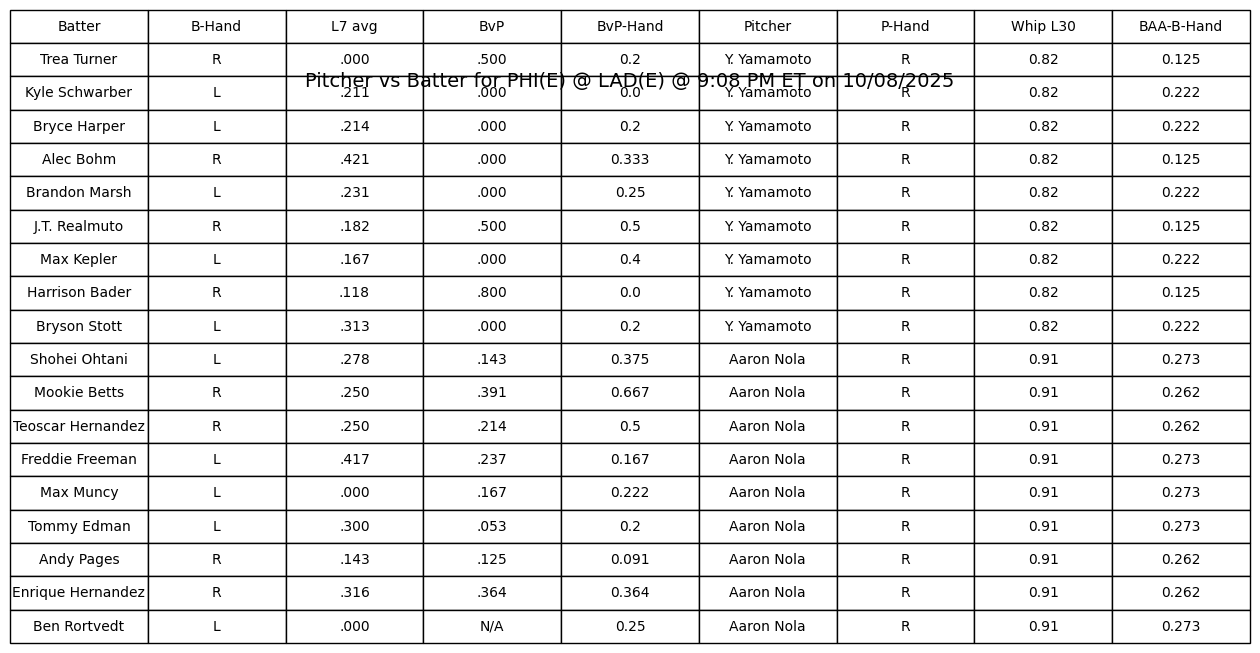 Batter B-Hand L7 avg BvP BvP-Hand Pitcher P-Hand Whip L30 BAA-B-Hand
Trea Turner R .000 .500 0.2 Y. Yamamoto R 0.82 0.125
Pitcher vs Batter for PHI(E) @ LAD(E) @ 9:08 PM ET on 10/08/2025
Kyle Schwarber L .211 .000 0.0 Y. Yamamoto R 0.82 0.222
Bryce Harper L .214 .000 0.2 Y. Yamamoto R 0.82 0.222
Alec Bohm R .421 .000 0.333 Y. Yamamoto R 0.82 0.125
Brandon Marsh L .231 .000 0.25 Y. Yamamoto R 0.82 0.222
J.T. Realmuto R .182 .500 0.5 Y. Yamamoto R 0.82 0.125
Max Kepler L .167 .000 0.4 Y. Yamamoto R 0.82 0.222
Harrison Bader R .118 .800 0.0 Y. Yamamoto R 0.82 0.125
Bryson Stott L .313 .000 0.2 Y. Yamamoto R 0.82 0.222
Shohei Ohtani L .278 .143 0.375 Aaron Nola R 0.91 0.273
Mookie Betts R .250 .391 0.667 Aaron Nola R 0.91 0.262
Teoscar Hernandez R .250 .214 0.5 Aaron Nola R 0.91 0.262
Freddie Freeman L .417 .237 0.167 Aaron Nola R 0.91 0.273
Max Muncy L .000 .167 0.222 Aaron Nola R 0.91 0.273
Tommy Edman L .300 .053 0.2 Aaron Nola R 0.91 0.273
Andy Pages R .143 .125 0.091 Aaron Nola R 0.91 0.262
Enrique Hernandez R .316 .364 0.364 Aaron Nola R 0.91 0.262
Ben Rortvedt L .000 N/A 0.25 Aaron Nola R 0.91 0.273